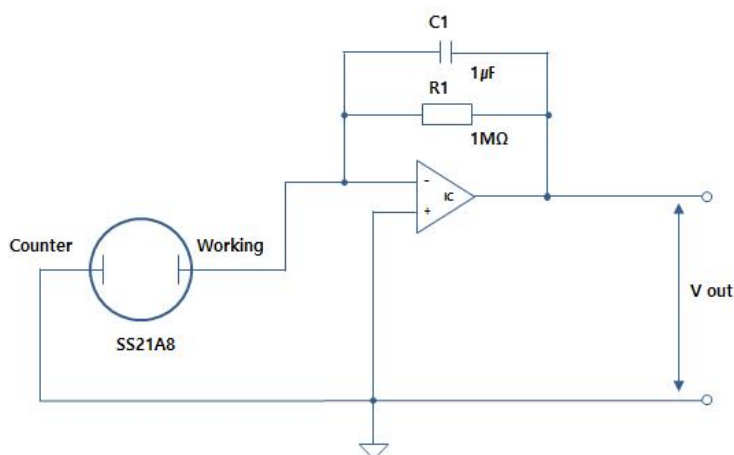 C1
1μF
R1
1MΩ
-
IC
+
Counter
Working
V out
SS21A8